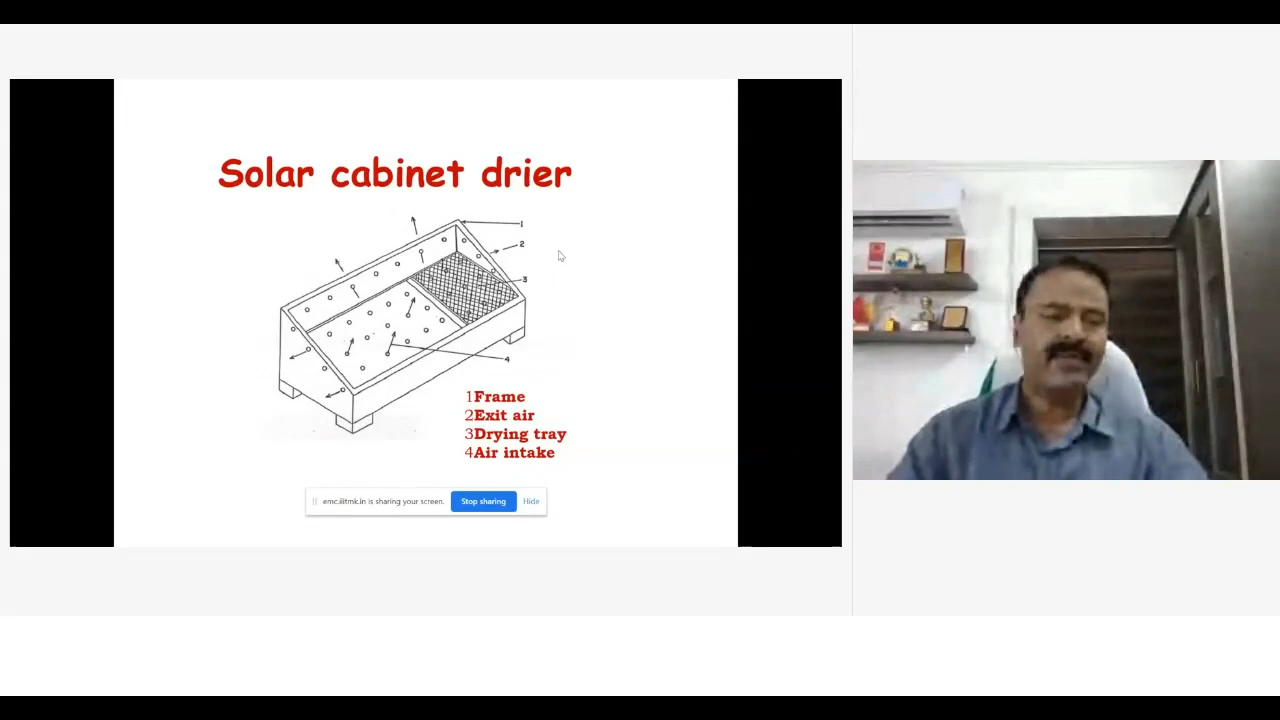 Solar cabinet drier
1
2
3
4
1Frame
2Exit air
3Drying tray
4Air intake
emc.iiitmk.in is sharing your screen. Stop sharing Hide